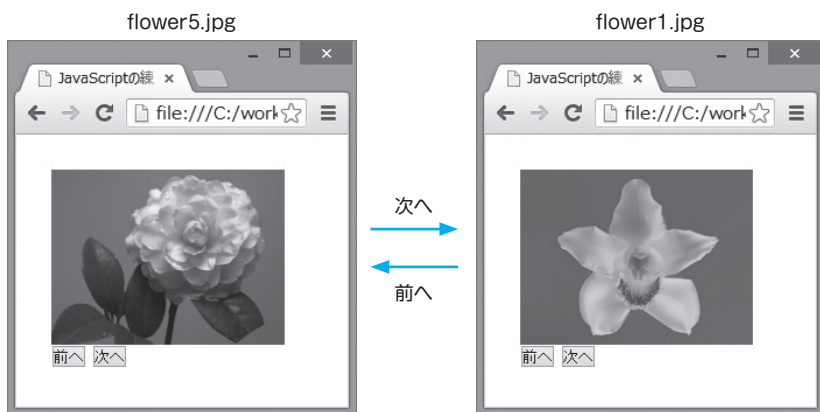 flower5.jpg
JavaScriptの練
file:///C:/work
前へ 次へ
次へ
前へ
flower1.jpg
JavaScriptの練
file:///C:/work
前へ 次へ